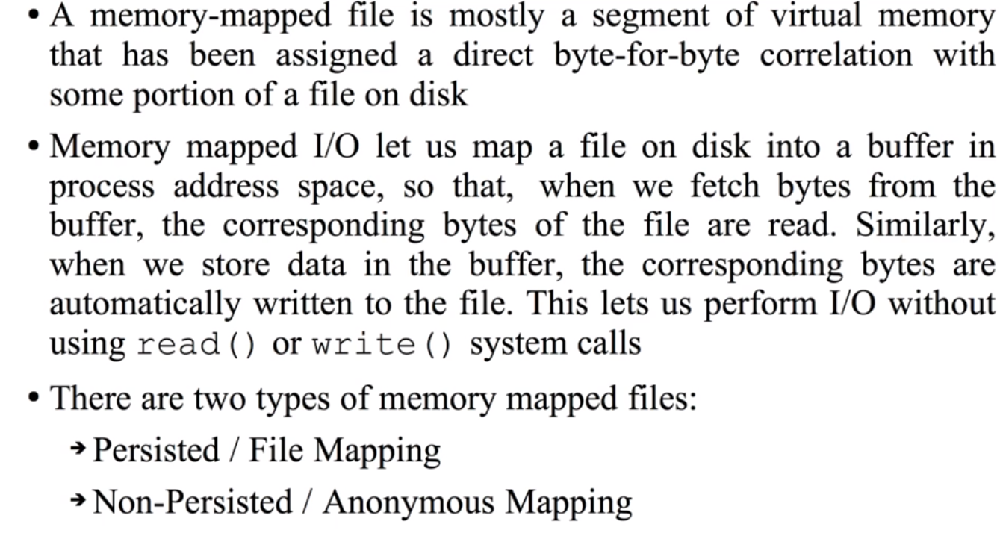 • A memory-mapped file is mostly a segment of virtual memory
that has been assigned a direct byte-for-byte correlation with
some portion of a file on disk
• Memory mapped I/O let us map a file on disk into a buffer in
process address space, so that, when we fetch bytes from the
buffer, the corresponding bytes of the file are read. Similarly,
when we store data in the buffer, the corresponding bytes are
automatically written to the file. This lets us perform I/O without
using read() or write() system calls
• There are two types of memory mapped files:
➔ Persisted / File Mapping
➔ Non-Persisted / Anonymous Mapping